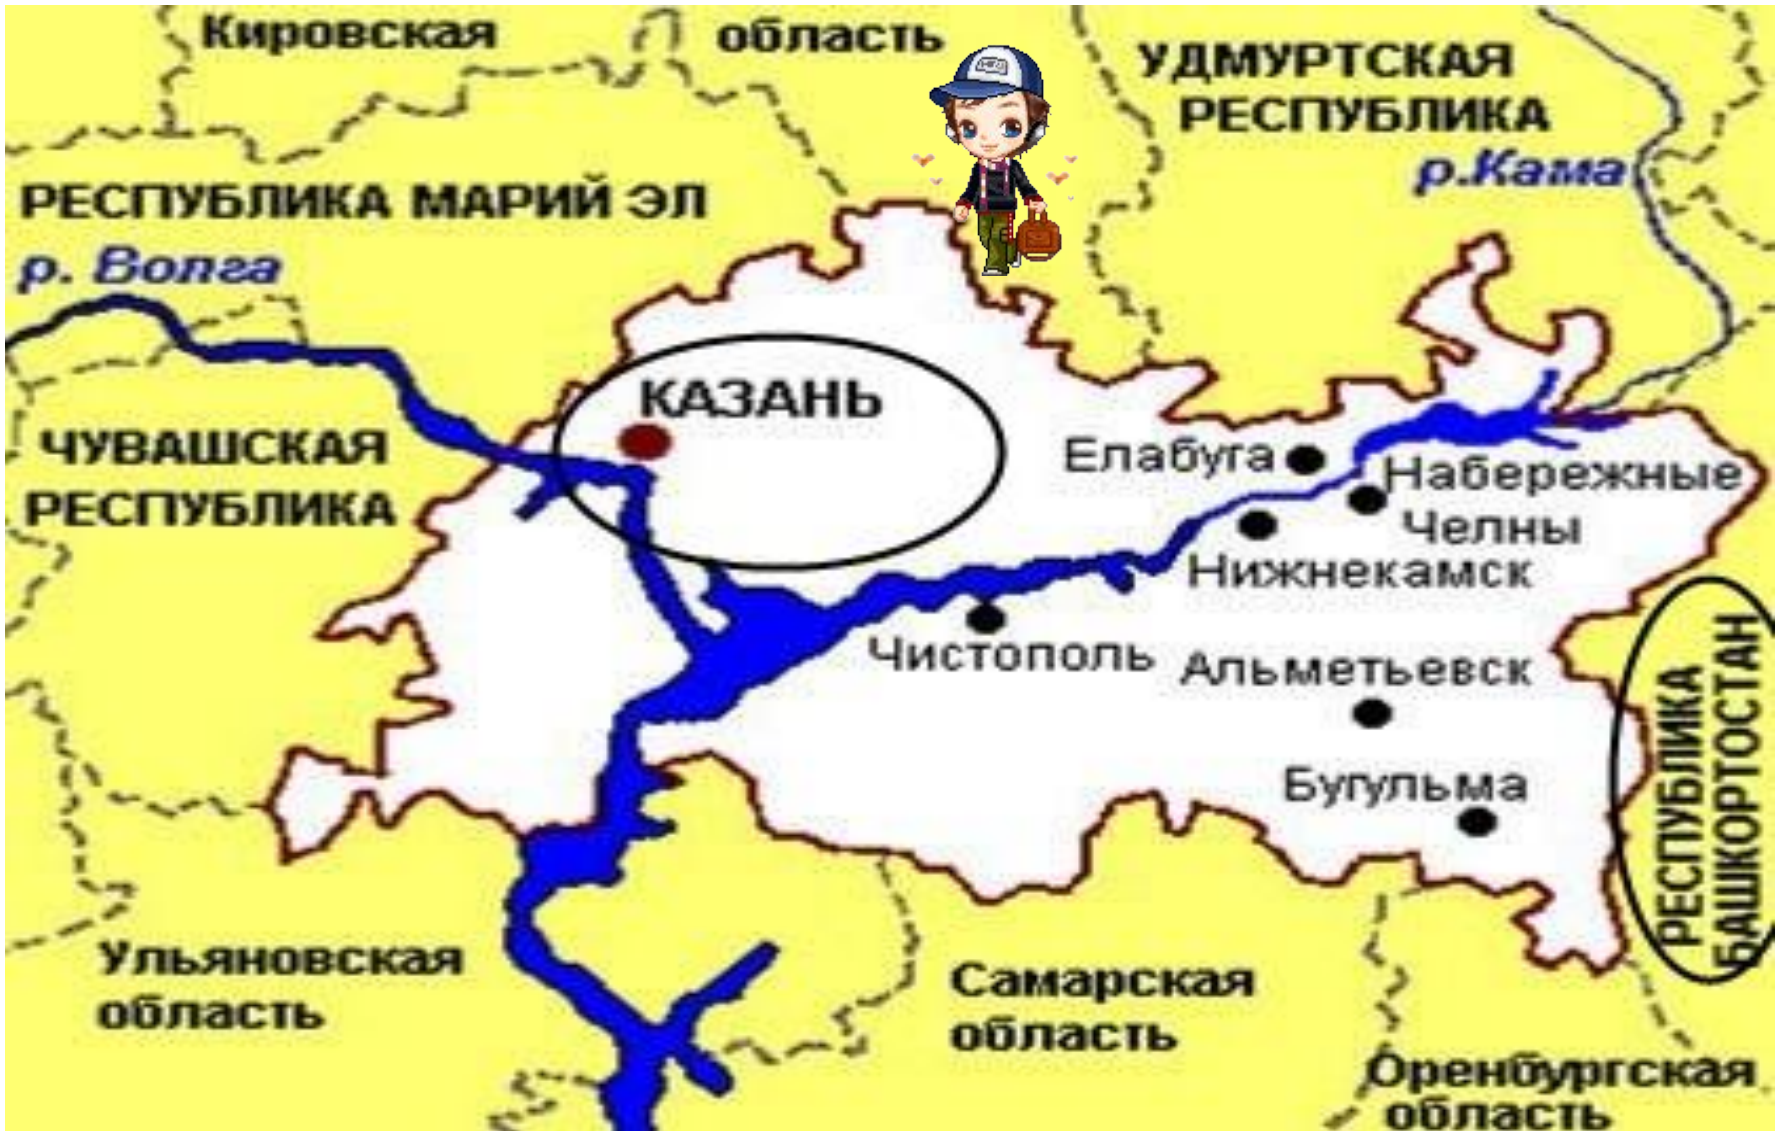 Кировская область
УДМУРТСКАЯ
РЕСПУБЛИКА
р.Кама
РЕСПУБЛИКА МАРИЙ ЭЛ
р. Волга
КАЗАНЬ
ЧУВАШСКАЯ
РЕСПУБЛИКА
Елабуга
Набережные
Челны
Нижнекамск
Чистополь
Альметьевск
Бугульма
РЕСПУБЛИКА
БАШКОРТОСТАН
Ульяновская
область
Самарская
область
Оренбургская
область